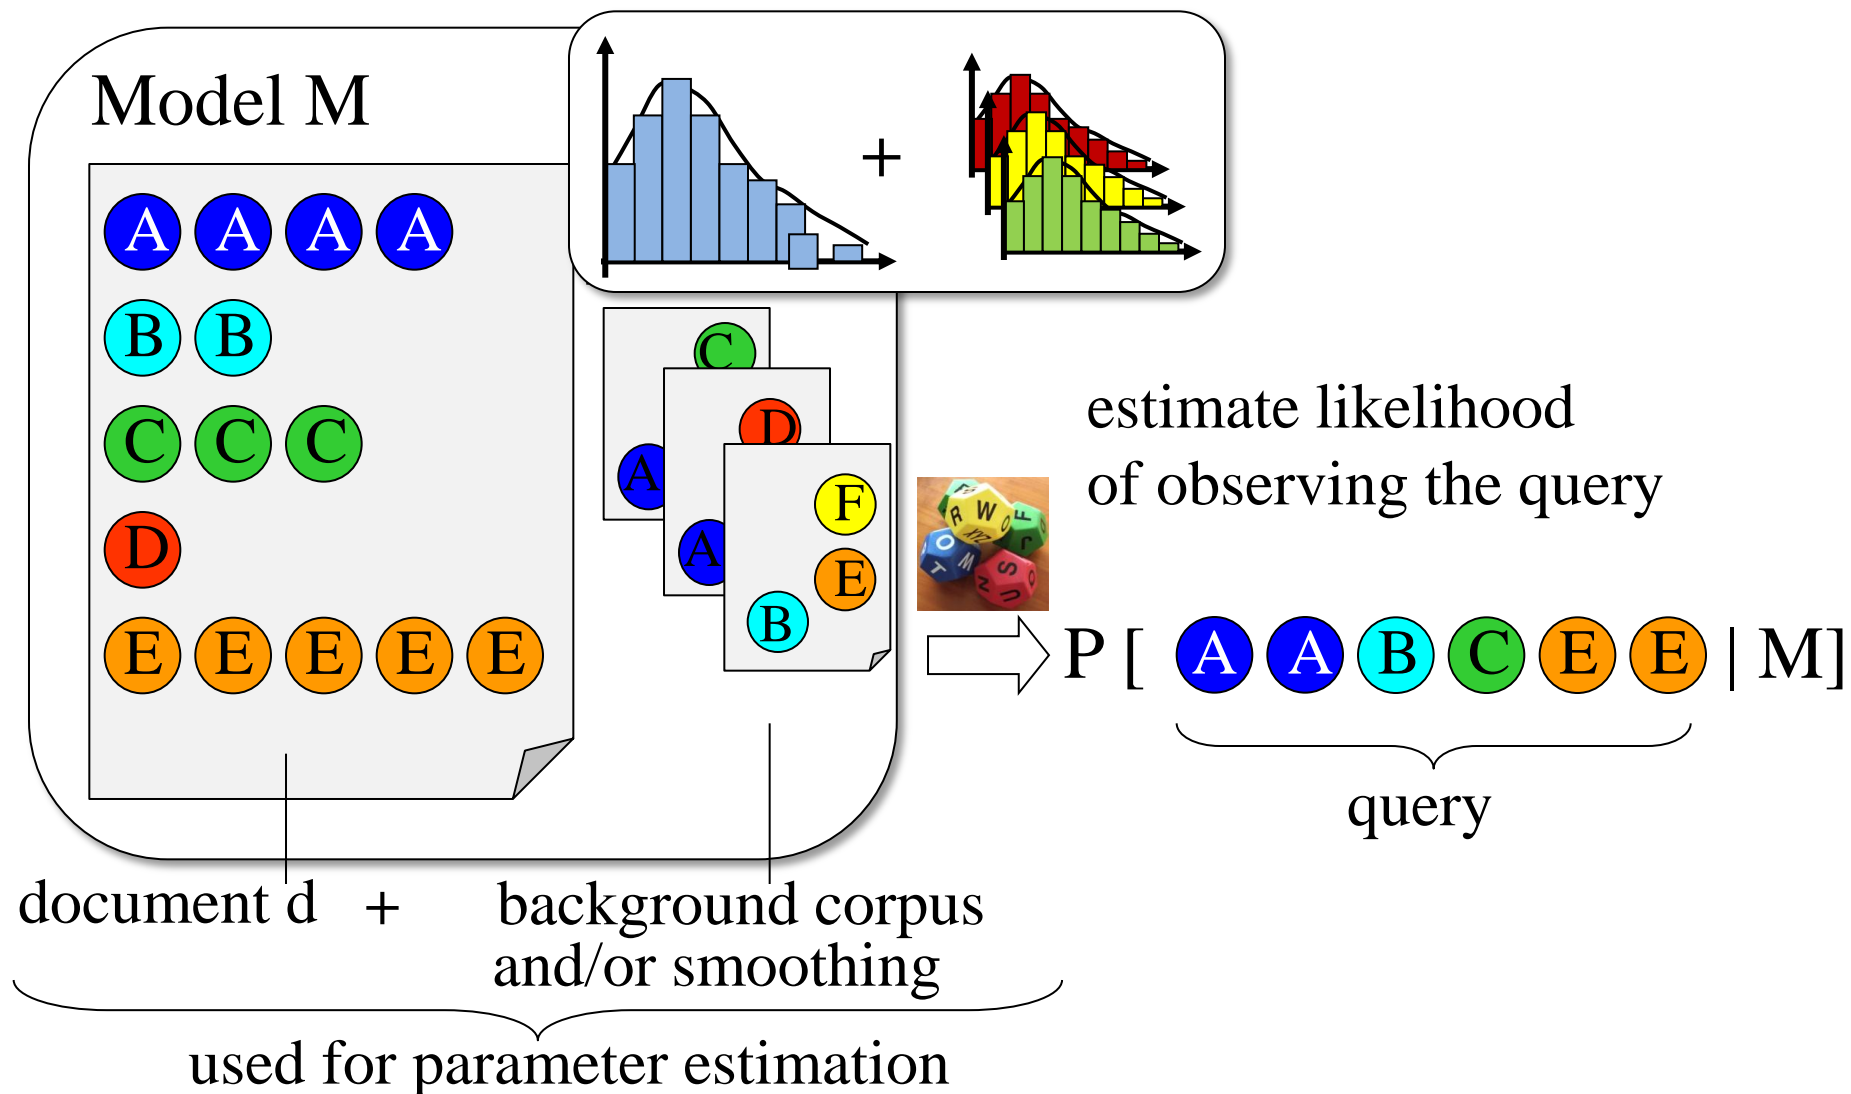 Model M
+
A A A A
B B
C C C
D
E E E E E
C
A
D
A
F
E
B
estimate likelihood
of observing the query
R W O
F
J
O W
T
S
N
U
P [ A A B C E E | M]
query
document d + background corpus
and/or smoothing
used for parameter estimation